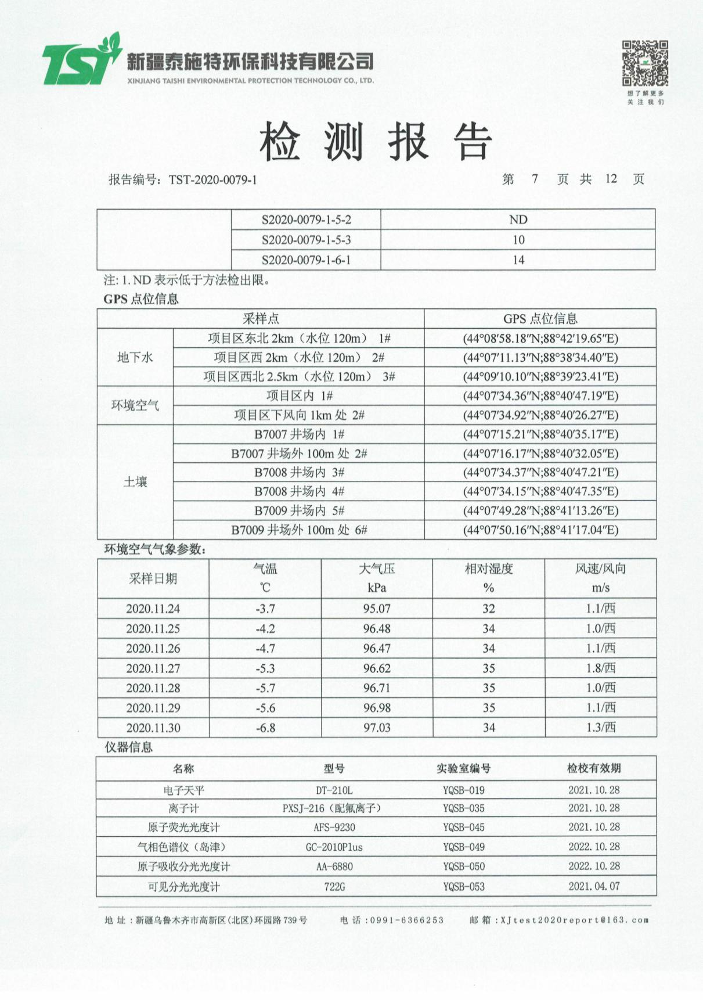 TST
新疆泰施特环保科技有限公司
XINJIANG TAISHI ENVIRONMENTAL PROTECTION TECHNOLOGY CO., LTD.
想了解更多
关注我们
检测报告
报告编号：TST-2020-0079-1 第 7 页 共 12 页
S2020-0079-1-5-2 ND
S2020-0079-1-5-3 10
S2020-0079-1-6-1 14
注: 1. ND 表示低于方法检出限。
GPS 点位信息
采样点 GPS 点位信息
地下水 项目区东北 2km（水位 120m） 1# (44°08′58.18″N;88°42′19.65″E)
项目区西 2km（水位 120m） 2# (44°07′11.13″N;88°38′34.40″E)
项目区西北 2.5km（水位 120m） 3# (44°09′10.10″N;88°39′23.41″E)
环境空气 项目区内 1# (44°07′34.36″N;88°40′47.19″E)
项目区下风向 1km 处 2# (44°07′34.92″N;88°40′26.27″E)
土壤 B7007 井场内 1# (44°07′15.21″N;88°40′35.17″E)
B7007 井场外 100m 处 2# (44°07′16.17″N;88°40′32.05″E)
B7008 井场内 3# (44°07′34.37″N;88°40′47.21″E)
B7008 井场内 4# (44°07′34.15″N;88°40′47.35″E)
B7009 井场内 5# (44°07′49.28″N;88°41′13.26″E)
B7009 井场外 100m 处 6# (44°07′50.16″N;88°41′17.04″E)
环境空气气象参数：
采样日期 气温 大气压 相对湿度 风速/风向
℃ kPa % m/s
2020.11.24 -3.7 95.07 32 1.1/西
2020.11.25 -4.2 96.48 34 1.0/西
2020.11.26 -4.7 96.47 34 1.1/西
2020.11.27 -5.3 96.62 35 1.8/西
2020.11.28 -5.7 96.71 35 1.0/西
2020.11.29 -5.6 96.98 35 1.1/西
2020.11.30 -6.8 97.03 34 1.3/西
仪器信息
名称 型号 实验室编号 检校有效期
电子天平 DT-210L YQSB-019 2021.10.28
离子计 PXSJ-216（配氟离子） YQSB-035 2021.10.28
原子荧光光度计 AFS-9230 YQSB-045 2021.10.28
气相色谱仪（岛津） GC-2010Plus YQSB-049 2022.10.28
原子吸收分光光度计 AA-6880 YQSB-050 2022.10.28
可见分光光度计 722G YQSB-053 2021.04.07
地址:新疆乌鲁木齐市高新区(北区)环园路739号 电话:0991-6366253 邮箱:XJtest2020report@163.com